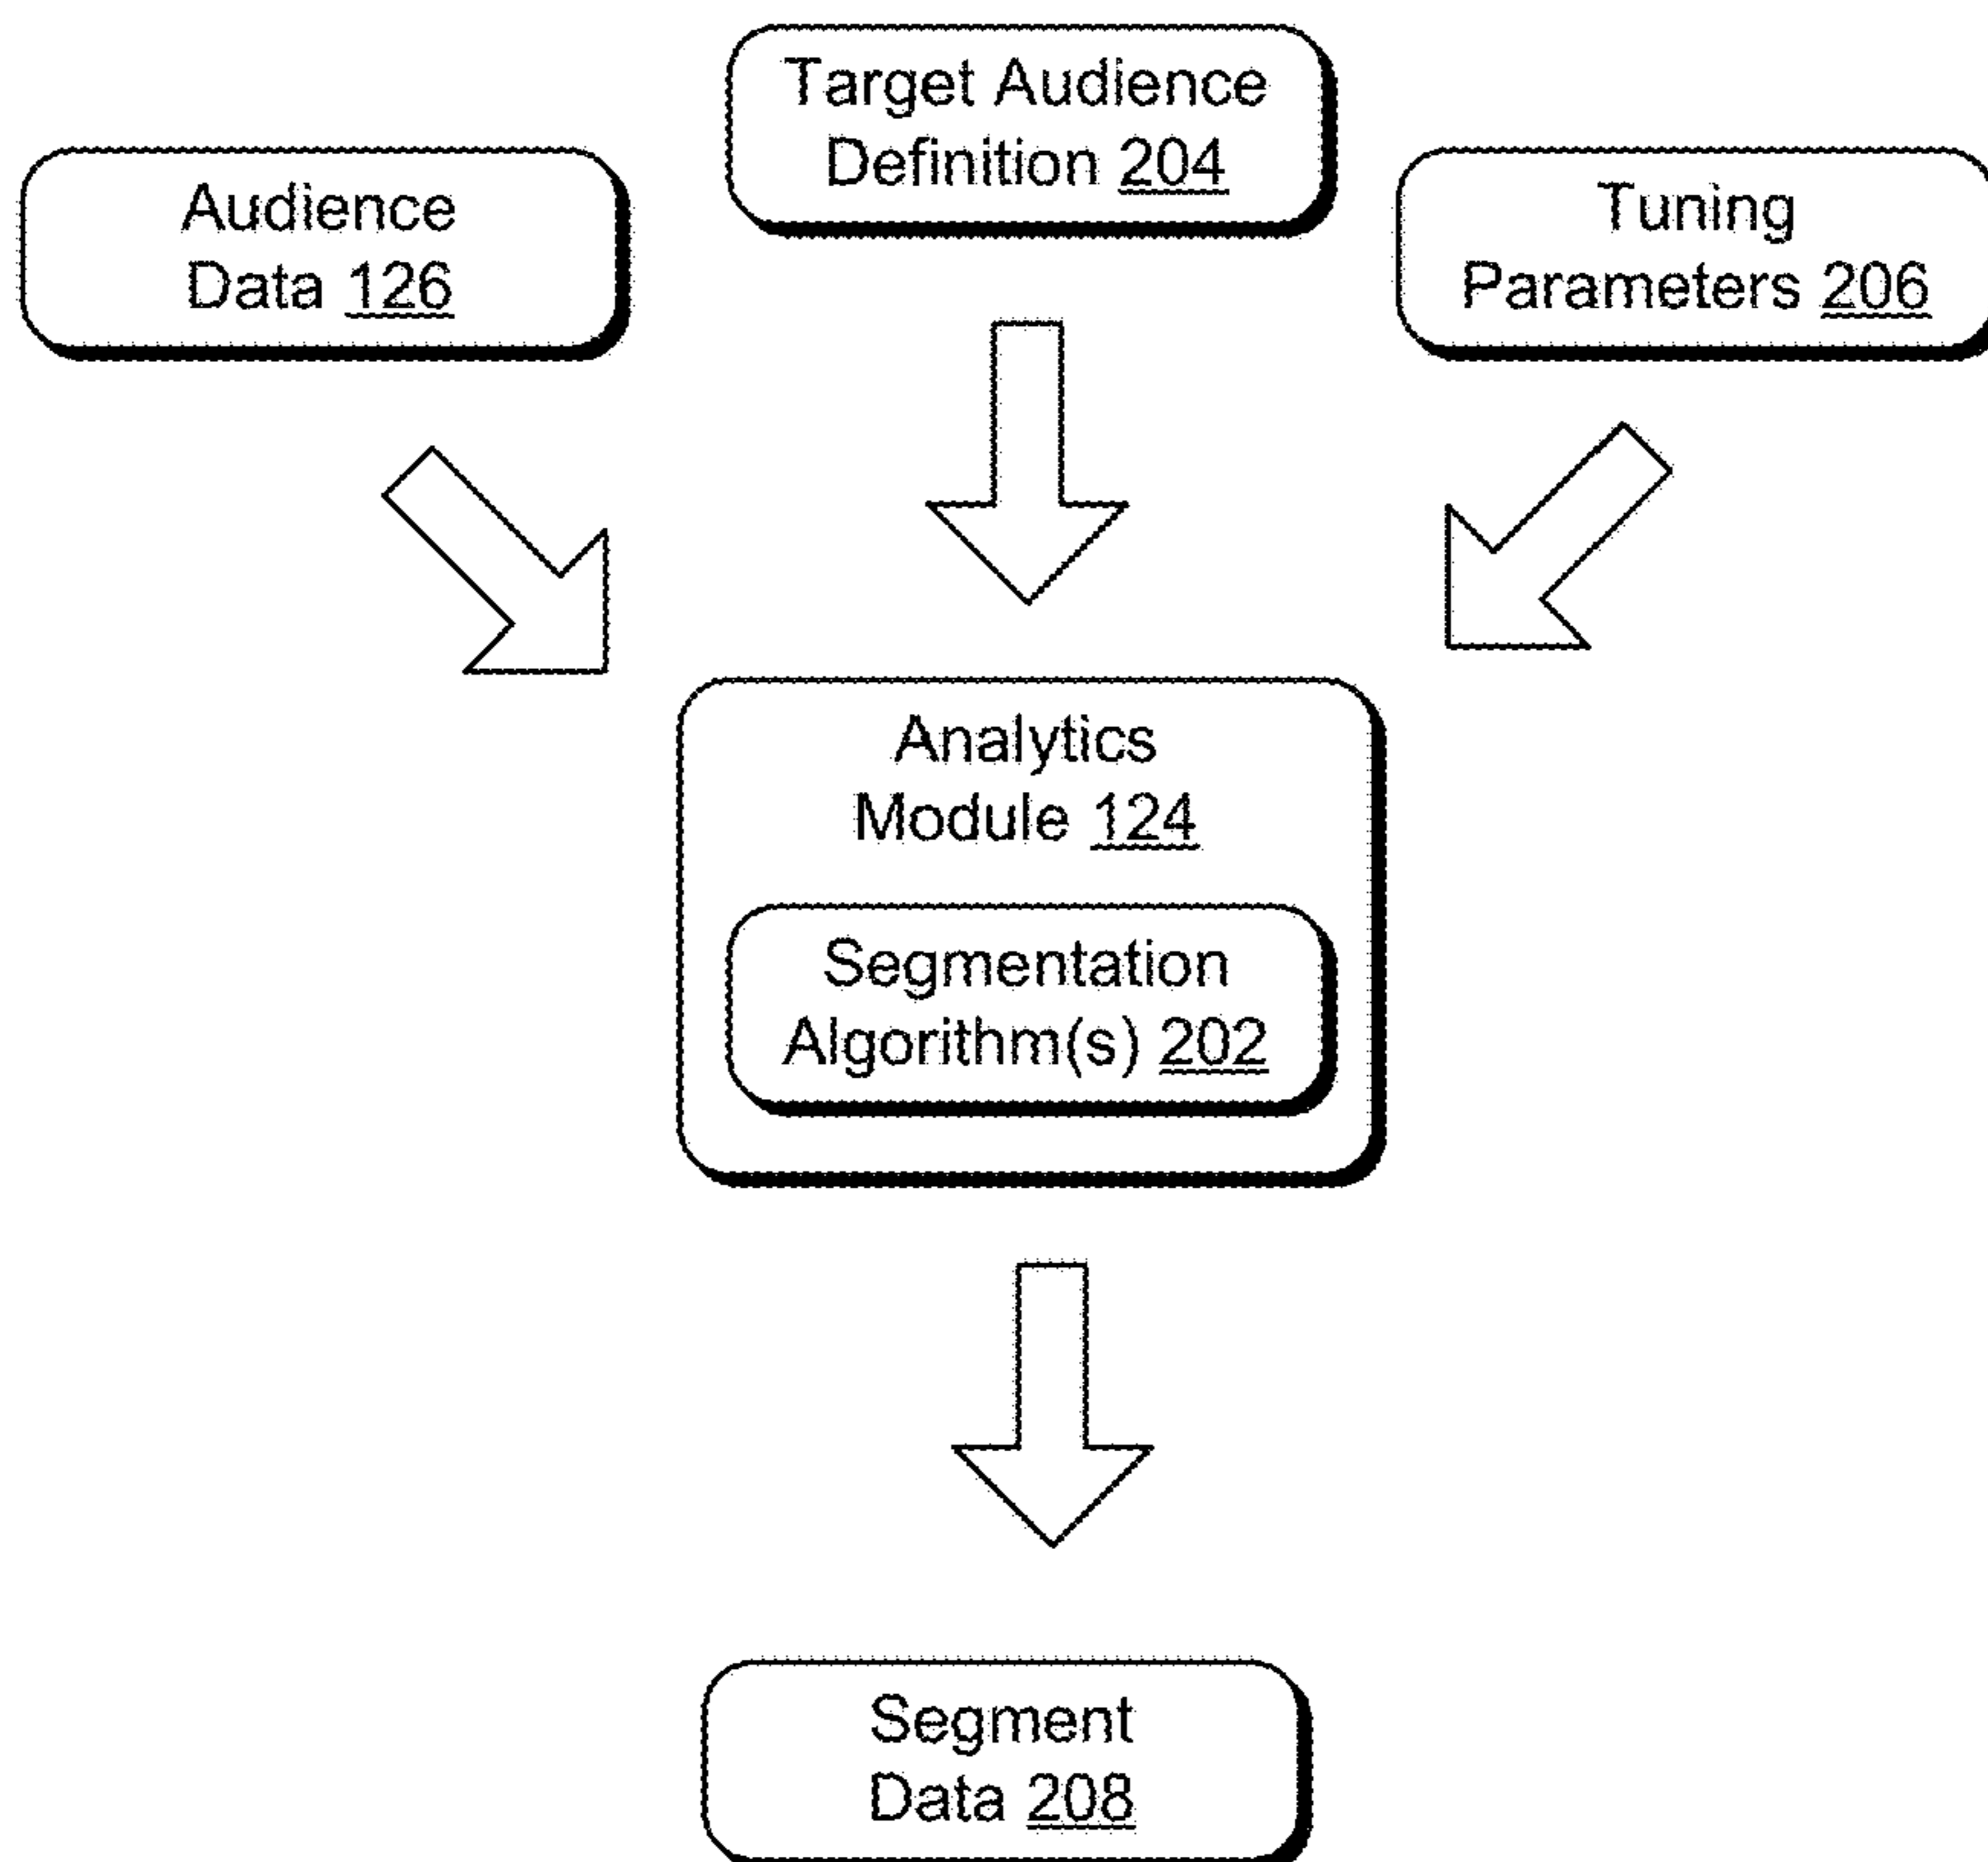 Target Audience
Definition 204
Audience
Data 126
Tuning
Parameters 206
Analytics
Module 124
Segmentation
Algorithm(s) 202
Segment
Data 208